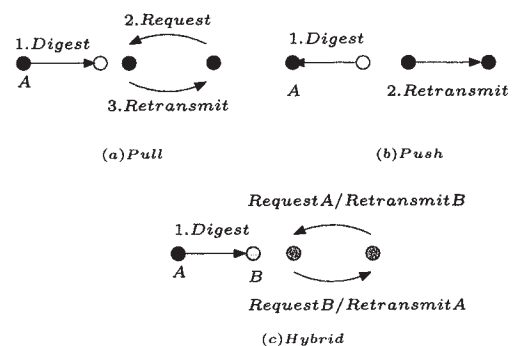 2.Request
1.Digest
A
3.Retransmit
(a)Pull
1.Digest
A
2.Retransmit
(b)Push
RequestA/RetransmitB
1.Digest
A
B
RequestB/RetransmitA
(c)Hybrid